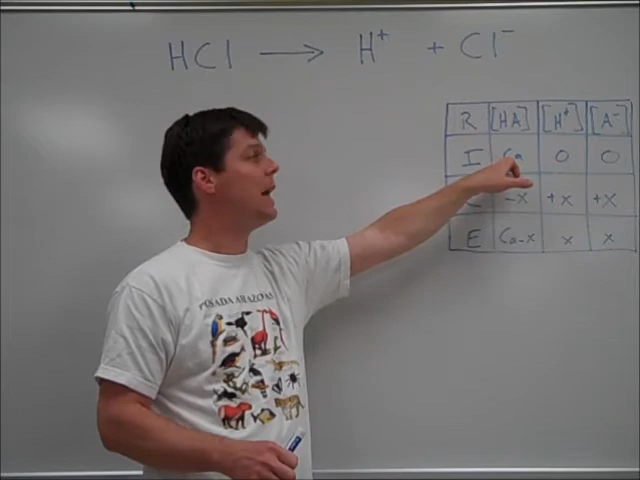 HCl → H⁺ + Cl⁻
R [HA] [H⁺] [A⁻]
I Ca 0 0
-x +x +x
E Ca-x x x
POSADA AMAZONAS